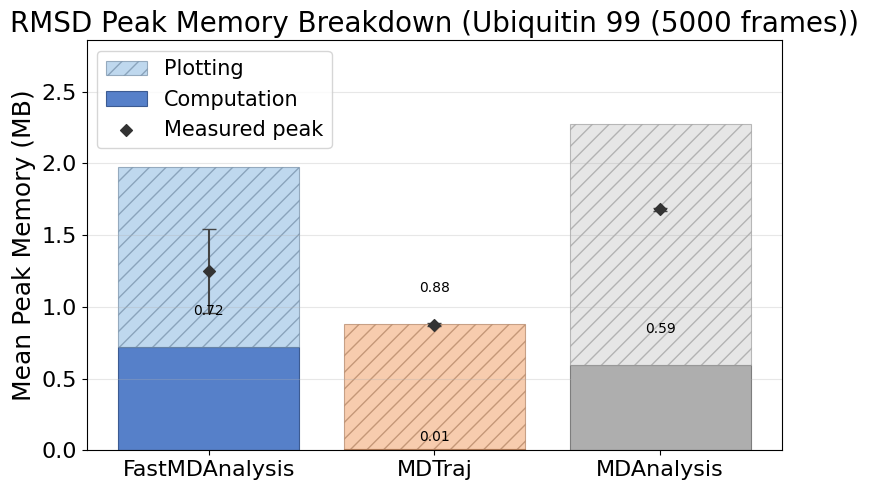 RMSD Peak Memory Breakdown (Ubiquitin 99 (5000 frames))
Mean Peak Memory (MB)
2.5
2.0
1.5
1.0
0.5
0.0
Plotting
Computation
Measured peak
0.72
0.88
0.01
0.59
FastMDAnalysis
MDTraj
MDAnalysis